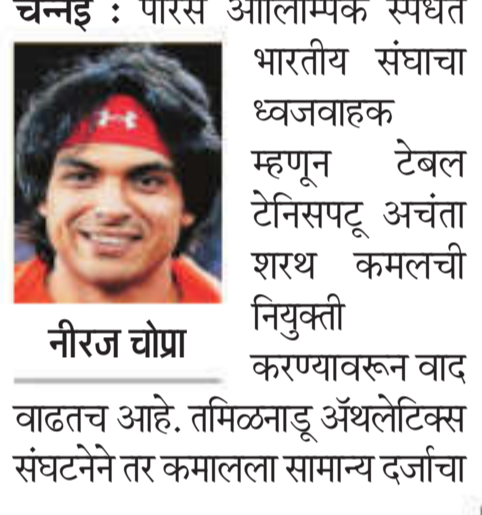 चेन्नई : पॅरिस ऑलिम्पिक स्पर्धेत
भारतीय संघाचा
ध्वजवाहक
म्हणून टेबल
टेनिसपटू अचंता
शरथ कमलची
नियुक्ती
नीरज चोप्रा
करण्यावरून वाद
वाढतच आहे. तमिळनाडू ॲथलेटिक्स
संघटनेने तर कमालला सामान्य दर्जाचा